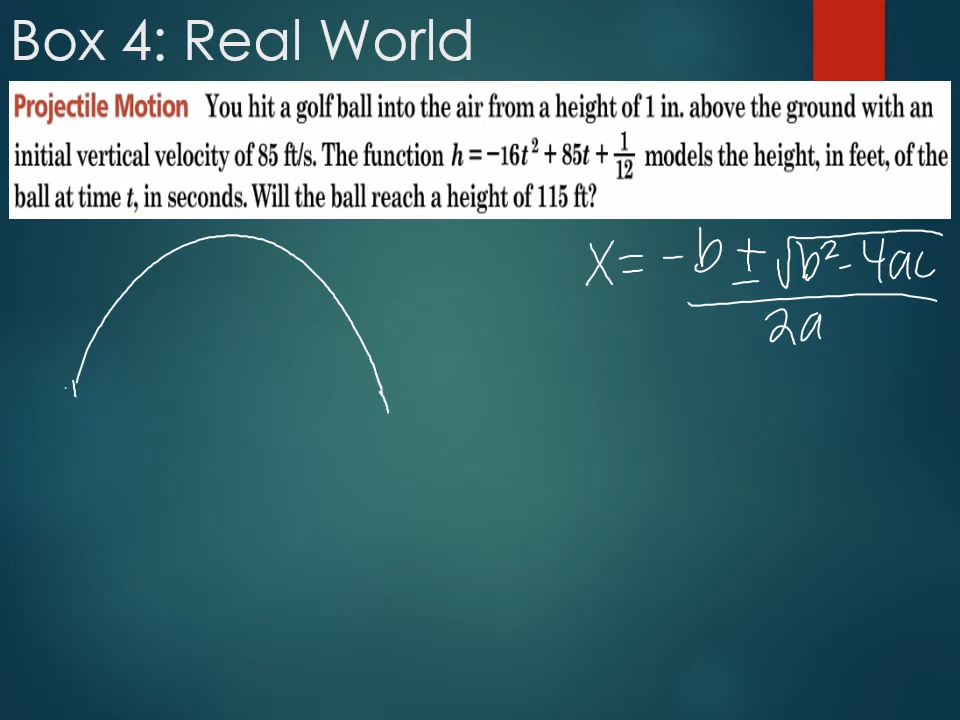 Box 4: Real World
Projectile Motion You hit a golf ball into the air from a height of 1 in. above the ground with an
initial vertical velocity of 85 ft/s. The function h = −16t² + 85t + 1/12 models the height, in feet, of the
ball at time t, in seconds. Will the ball reach a height of 115 ft?
x = -b ± √b² - 4ac
2a